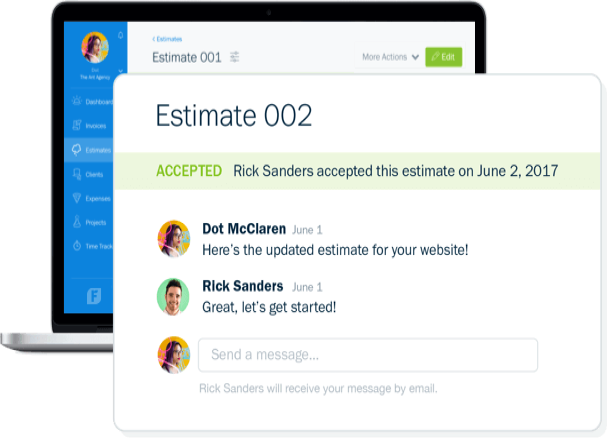 Estimates
Estimate 001
More Actions
Edit
Dot
The Art Agency
Dashboard
Invoices
Estimates
Clients
Expenses
Projects
Time Track
F
Estimate 002
ACCEPTED Rick Sanders accepted this estimate on June 2, 2017
Dot McClaren June 1
Here's the updated estimate for your website!
Rick Sanders June 1
Great, let's get started!
Send a message...
Rick Sanders will receive your message by email.